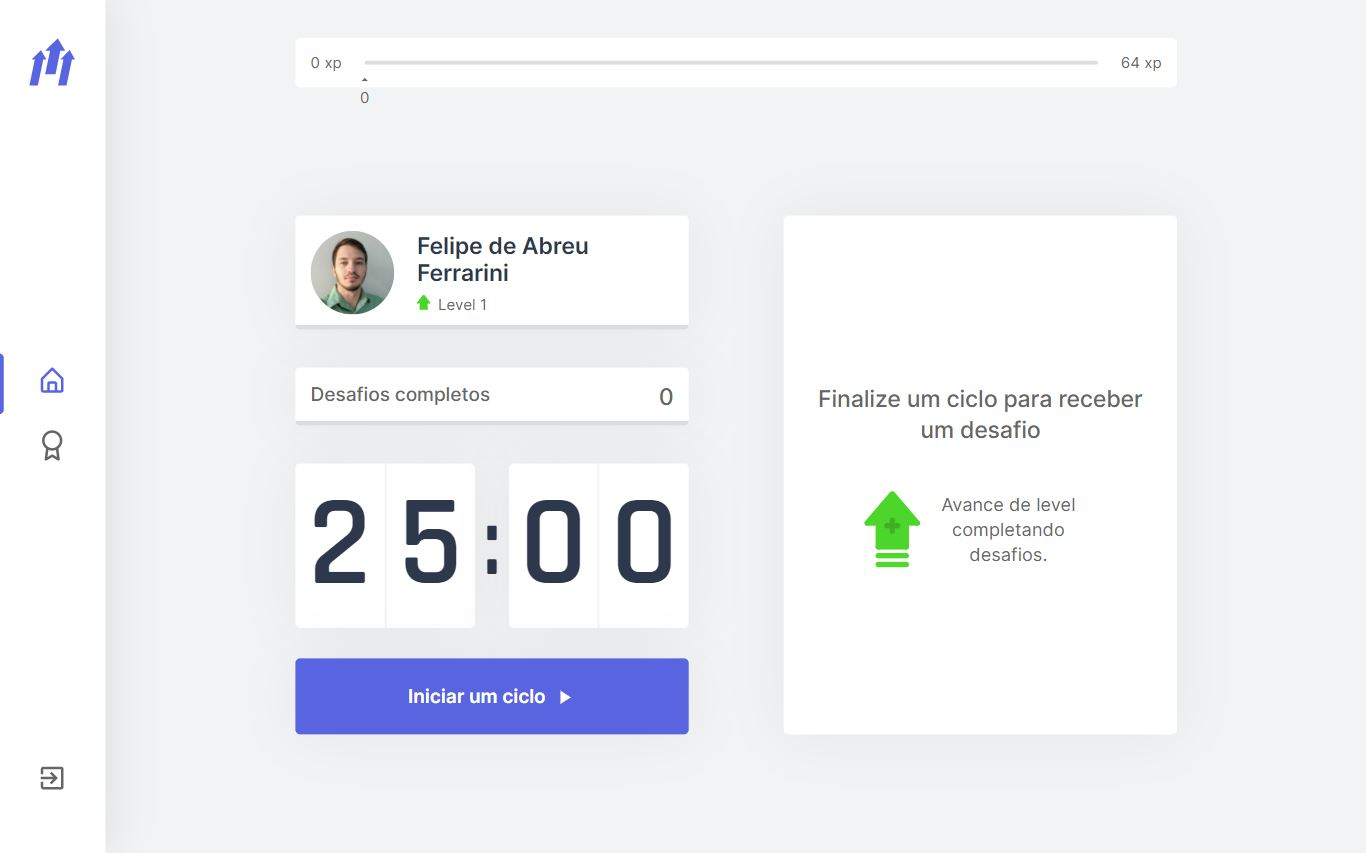 0 xp
64 xp
0
Felipe de Abreu
Ferrarini
Level 1
Desafios completos
0
25:00
Iniciar um ciclo
Finalize um ciclo para receber
um desafio
Avance de level
completando
desafios.